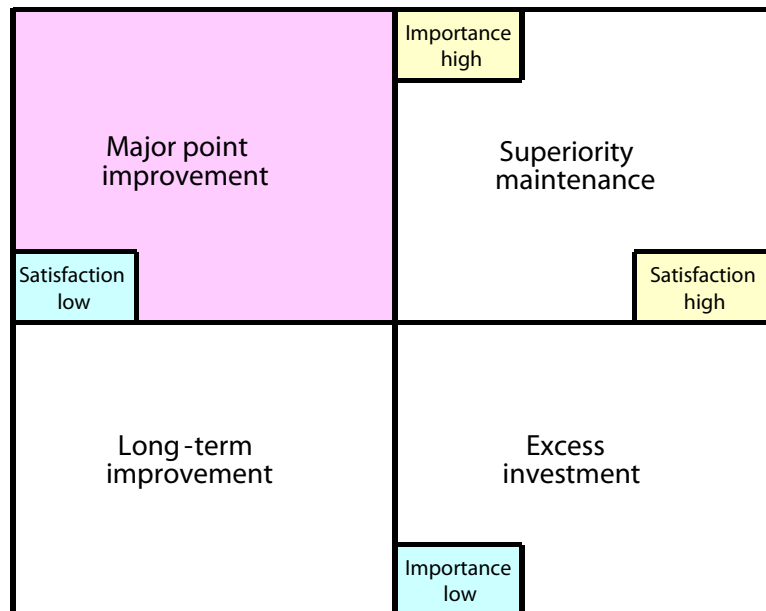 Importance
high
Major point
improvement
Superiority
maintenance
Satisfaction
low
Satisfaction
high
Long-term
improvement
Excess
investment
Importance
low